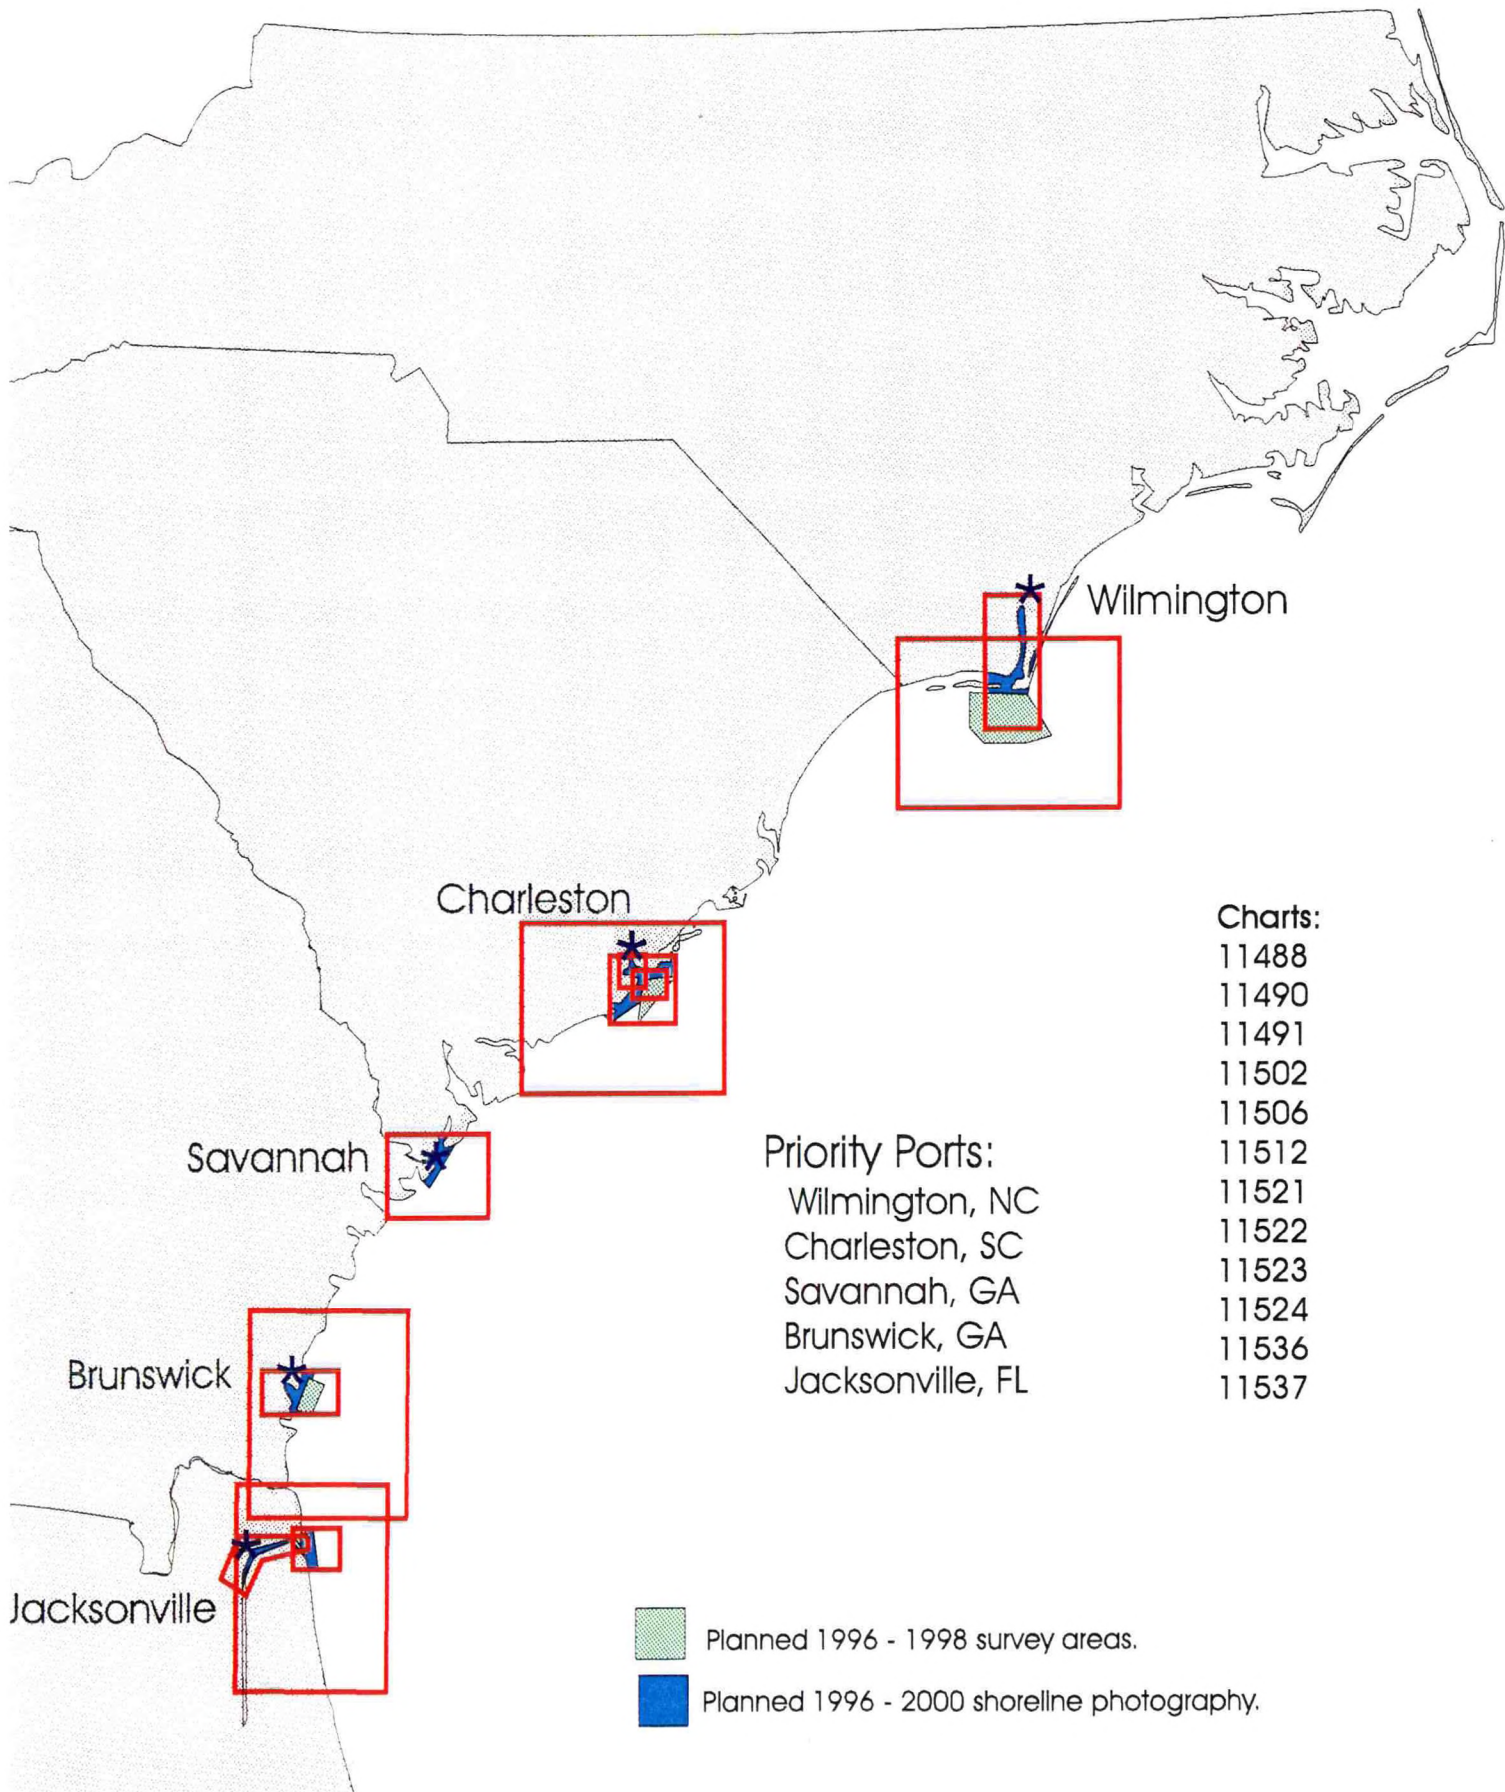 Wilmington
Charleston
Savannah
Brunswick
Jacksonville
Charts:
11488
11490
11491
11502
11506
11512
11521
11522
11523
11524
11536
11537
Priority Ports:
Wilmington, NC
Charleston, SC
Savannah, GA
Brunswick, GA
Jacksonville, FL
Planned 1996 - 1998 survey areas.
Planned 1996 - 2000 shoreline photography.